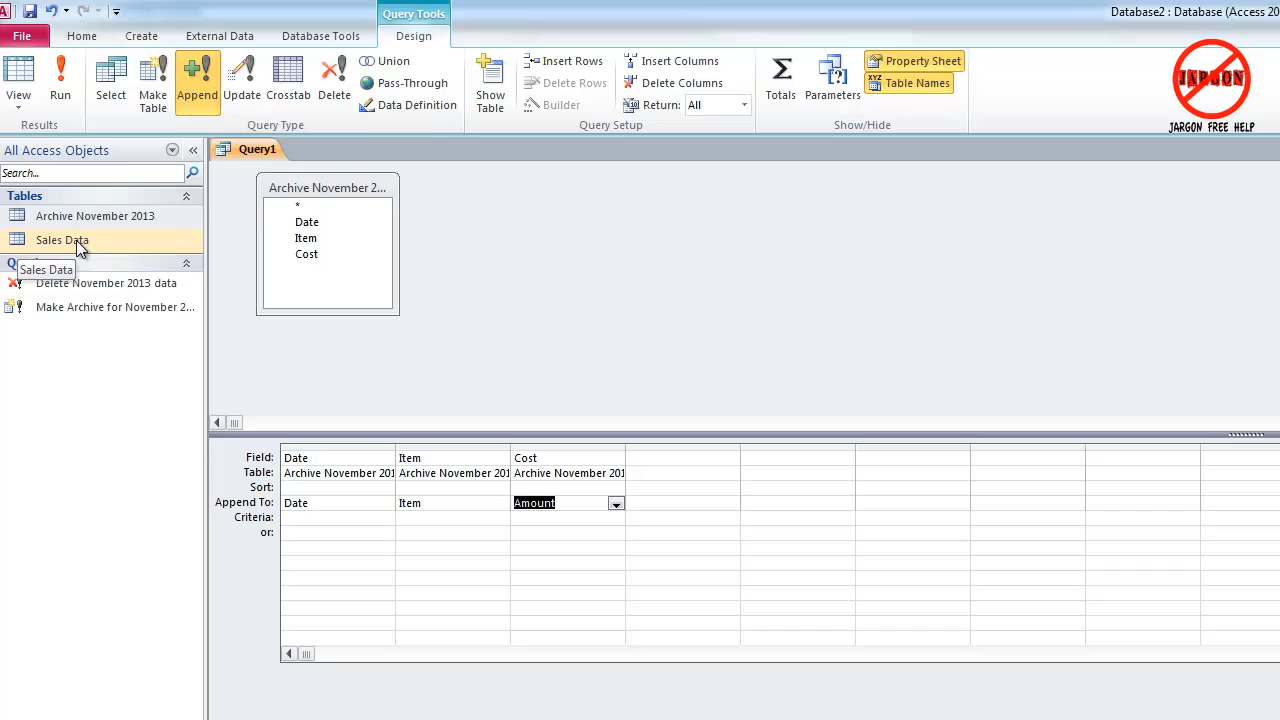 Query Tools
Database2 : Database (Access 20
File Home Create External Data Database Tools Design
View Run Select Make Table Append Update Crosstab Delete
Union
Pass-Through
Data Definition
Show Table
Insert Rows
Delete Rows
Builder
Insert Columns
Delete Columns
Return: All
Totals Parameters
Property Sheet
XYZ Table Names
Results Query Type Query Setup Show/Hide
JARGON
JARGON FREE HELP
All Access Objects
Query1
Search...
Tables
Archive November 2013
Sales Data
Sales Data
Delete November 2013 data
Make Archive for November 2...
Archive November 2...
*
Date
Item
Cost
Field: Date Item Cost
Table: Archive November 201 Archive November 201 Archive November 201
Sort:
Append To: Date Item Amount
Criteria:
or: